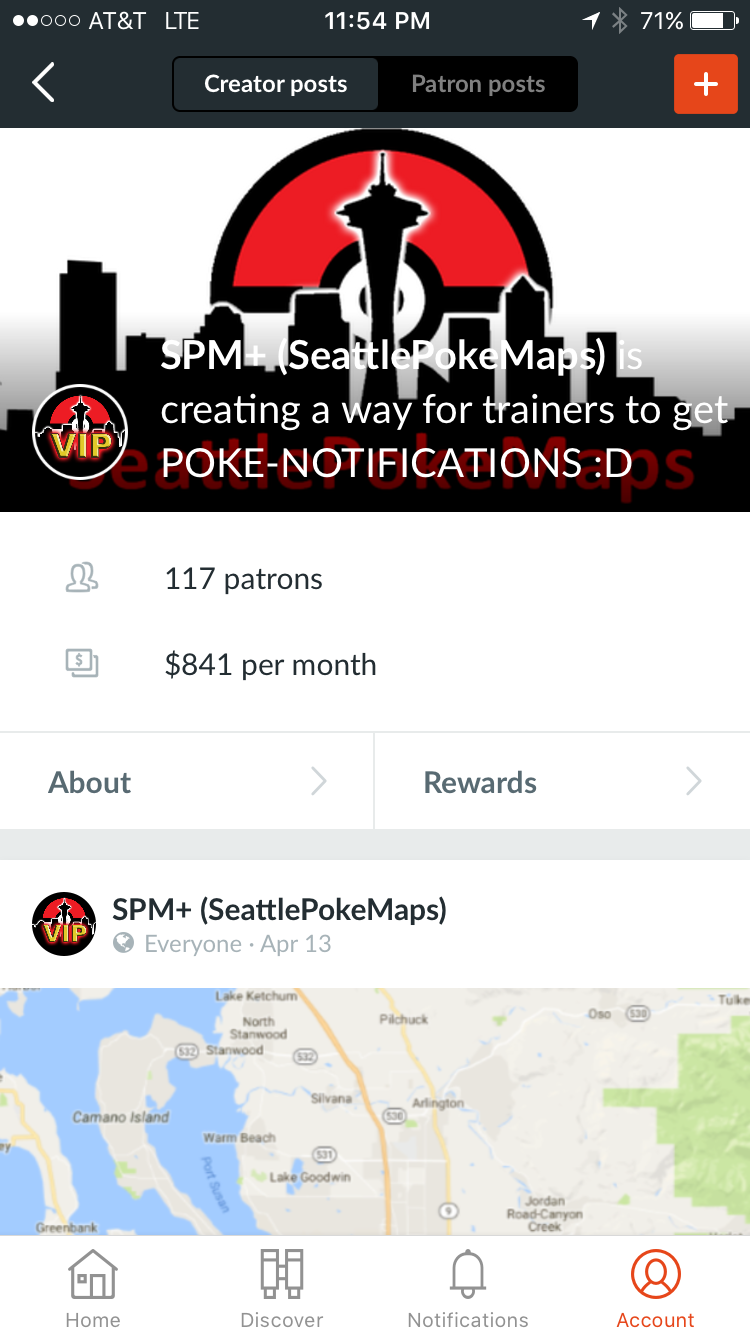 AT&T LTE 11:54 PM 71%
Creator posts Patron posts +
SPM+ (SeattlePokeMaps) is
creating a way for trainers to get
POKE-NOTIFICATIONS :D
VIP
SeattlePokeMaps
117 patrons
$ $841 per month
About Rewards
SPM+ (SeattlePokeMaps)
VIP
Everyone · Apr 13
Lake Ketchum
Tulke
North
Stanwood
Pilchuck
Oso 530
532 Stanwood
532
Silvana
Arlington
Camano Island
530
Warm Beach
531
Port Susan
Lake Goodwin
9
Jordan
Road-Canyon
Creek
Greenbank
Home Discover Notifications Account